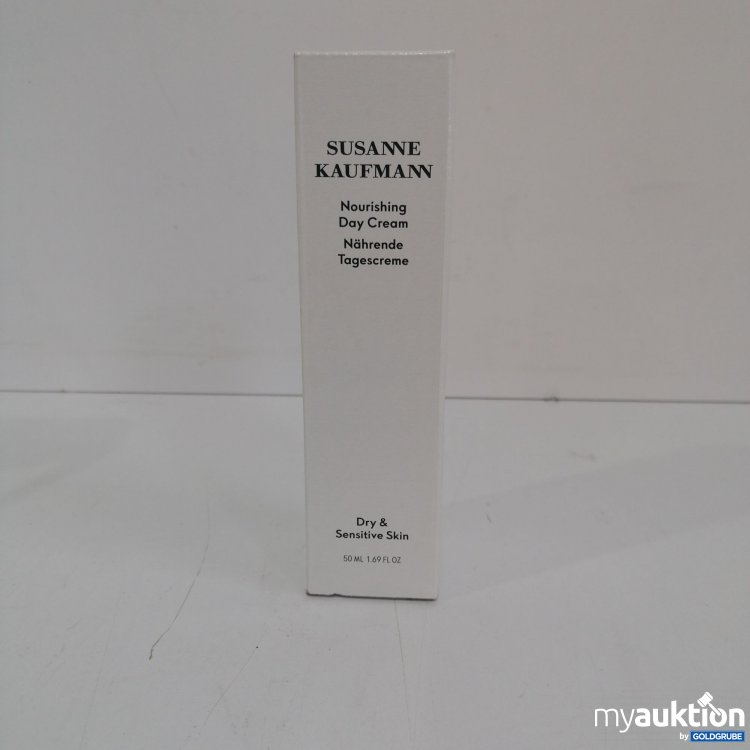 SUSANNE
KAUFMANN
Nourishing
Day Cream
Nährende
Tagescreme
Dry &
Sensitive Skin
50 ML 1.69 FL OZ
myauktion
by GOLDGRUBE